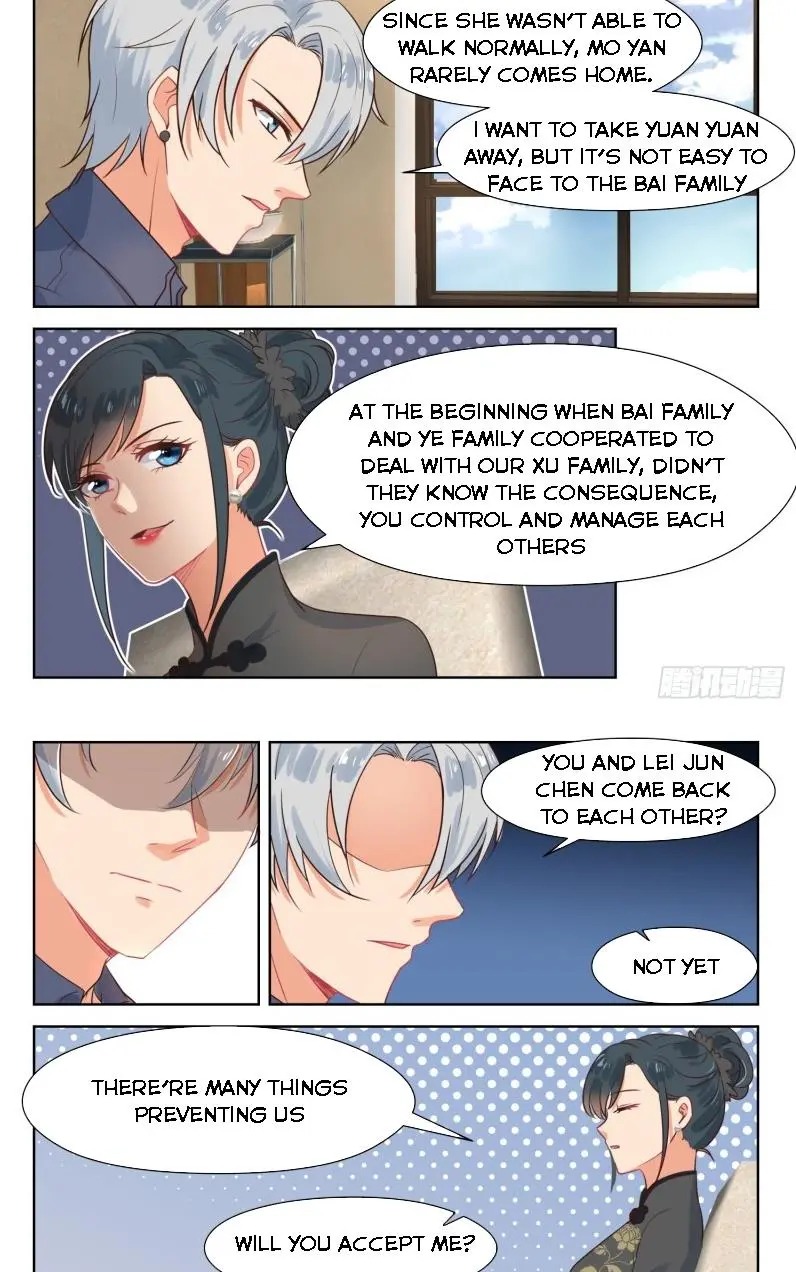 SINCE SHE WASN'T ABLE TO
WALK NORMALLY, MO YAN
RARELY COMES HOME.
I WANT TO TAKE YUAN YUAN
AWAY, BUT IT'S NOT EASY TO
FACE TO THE BAI FAMILY
AT THE BEGINNING WHEN BAI FAMILY
AND YE FAMILY COOPERATED TO
DEAL WITH OUR XU FAMILY, DIDN'T
THEY KNOW THE CONSEQUENCE,
YOU CONTROL AND MANAGE EACH
OTHERS
腾讯动漫
YOU AND LEI JUN
CHEN COME BACK
TO EACH OTHER?
NOT YET
THERE'RE MANY THINGS
PREVENTING US
WILL YOU ACCEPT ME?